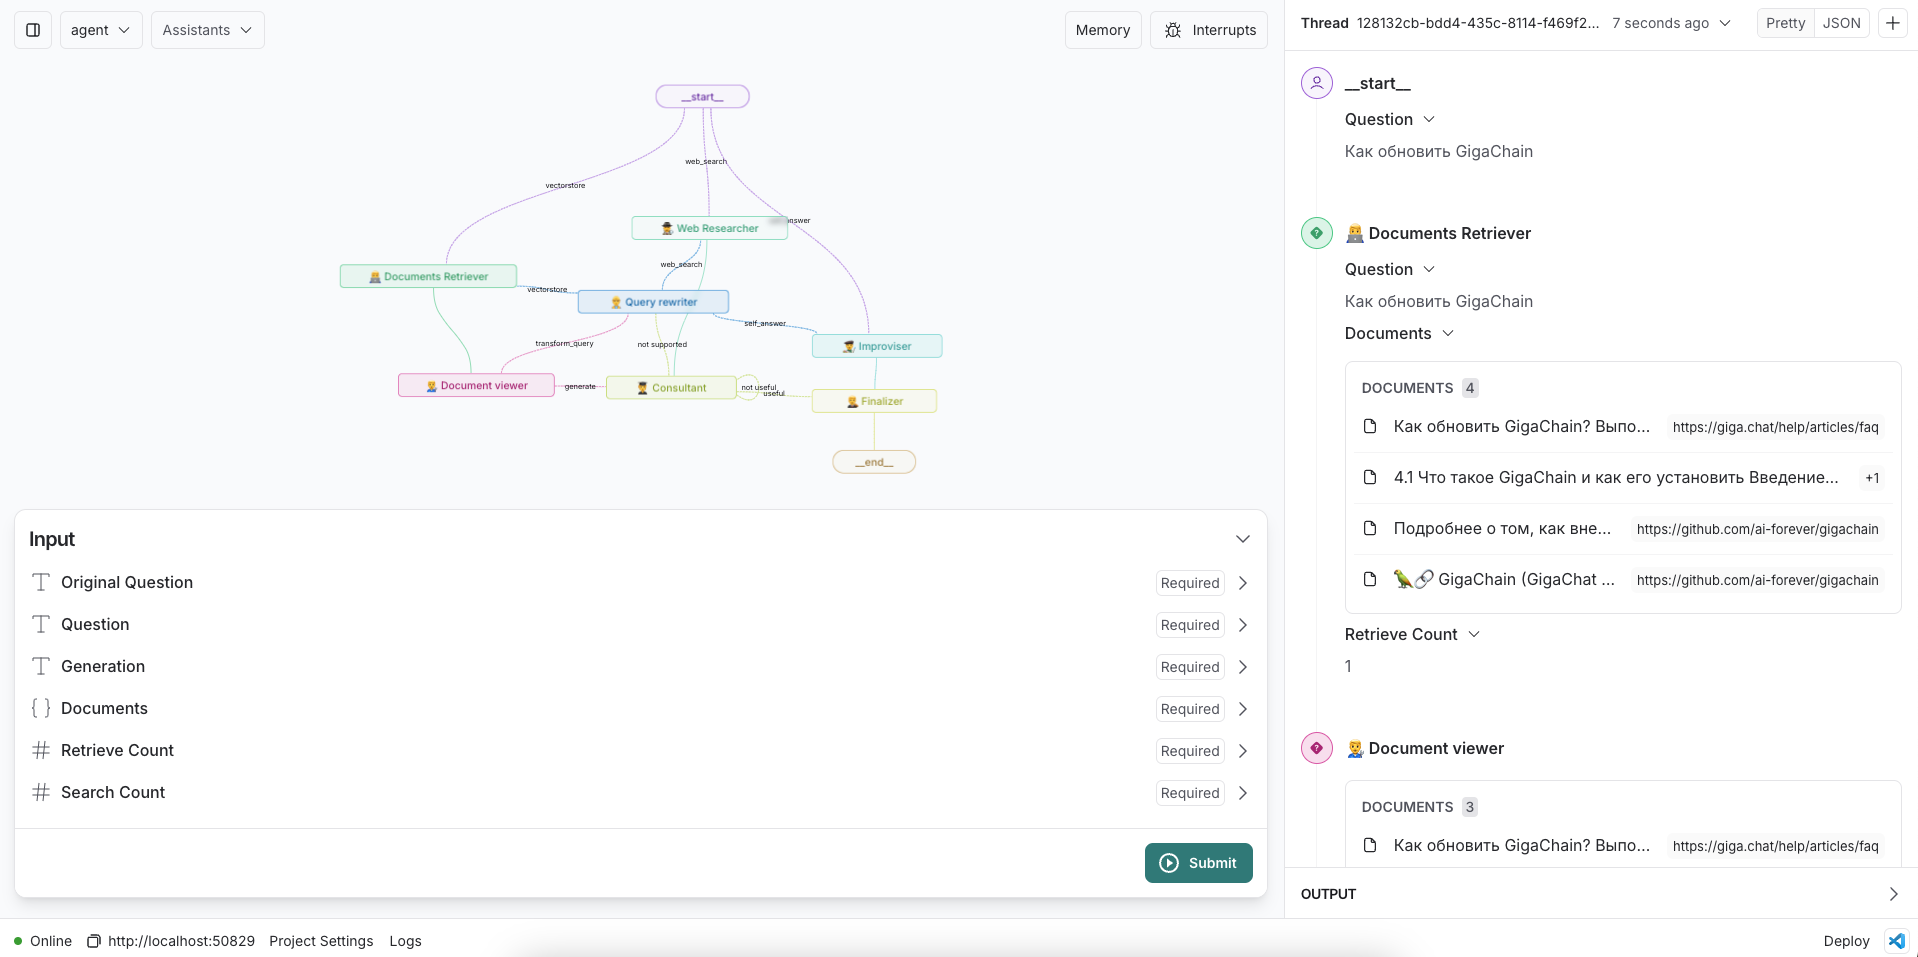 agent
Assistants
Memory
Interrupts
__start__
web_search
vectorstore
Web Researcher
web_search
Documents Retriever
vectorstore
Query rewriter
self_answer
transform_query
not supported
Improviser
Document viewer
generate
Consultant
not useful
useful
Finalizer
__end__
Input
Original Question
Required
Question
Required
Generation
Required
Documents
Required
Retrieve Count
Required
Search Count
Required
Submit
Thread 128132cb-bdd4-435c-8114-f469f2... 7 seconds ago
Pretty
JSON
__start__
Question
Как обновить GigaChain
Documents Retriever
Question
Как обновить GigaChain
Documents
DOCUMENTS 4
Как обновить GigaChain? Выпо... https://giga.chat/help/articles/faq
4.1 Что такое GigaChain и как его установить Введение... +1
Подробнее о том, как вне... https://github.com/ai-forever/gigachain
🦜🔗 GigaChain (GigaChat ... https://github.com/ai-forever/gigachain
Retrieve Count
1
Document viewer
DOCUMENTS 3
Как обновить GigaChain? Выпо... https://giga.chat/help/articles/faq
OUTPUT
Online
http://localhost:50829
Project Settings
Logs
Deploy